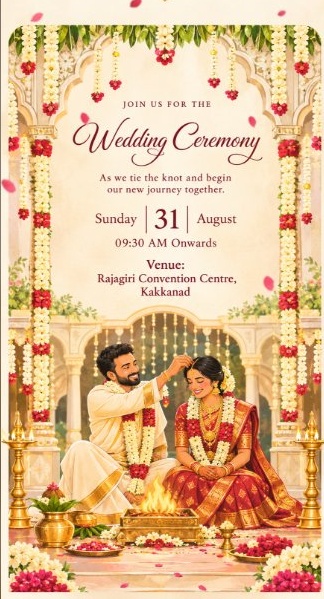 JOIN US FOR THE
Wedding Ceremony
As we tie the knot and begin
our new journey together.
Sunday | 31 | August
09:30 AM Onwards
Venue:
Rajagiri Convention Centre,
Kakkanad